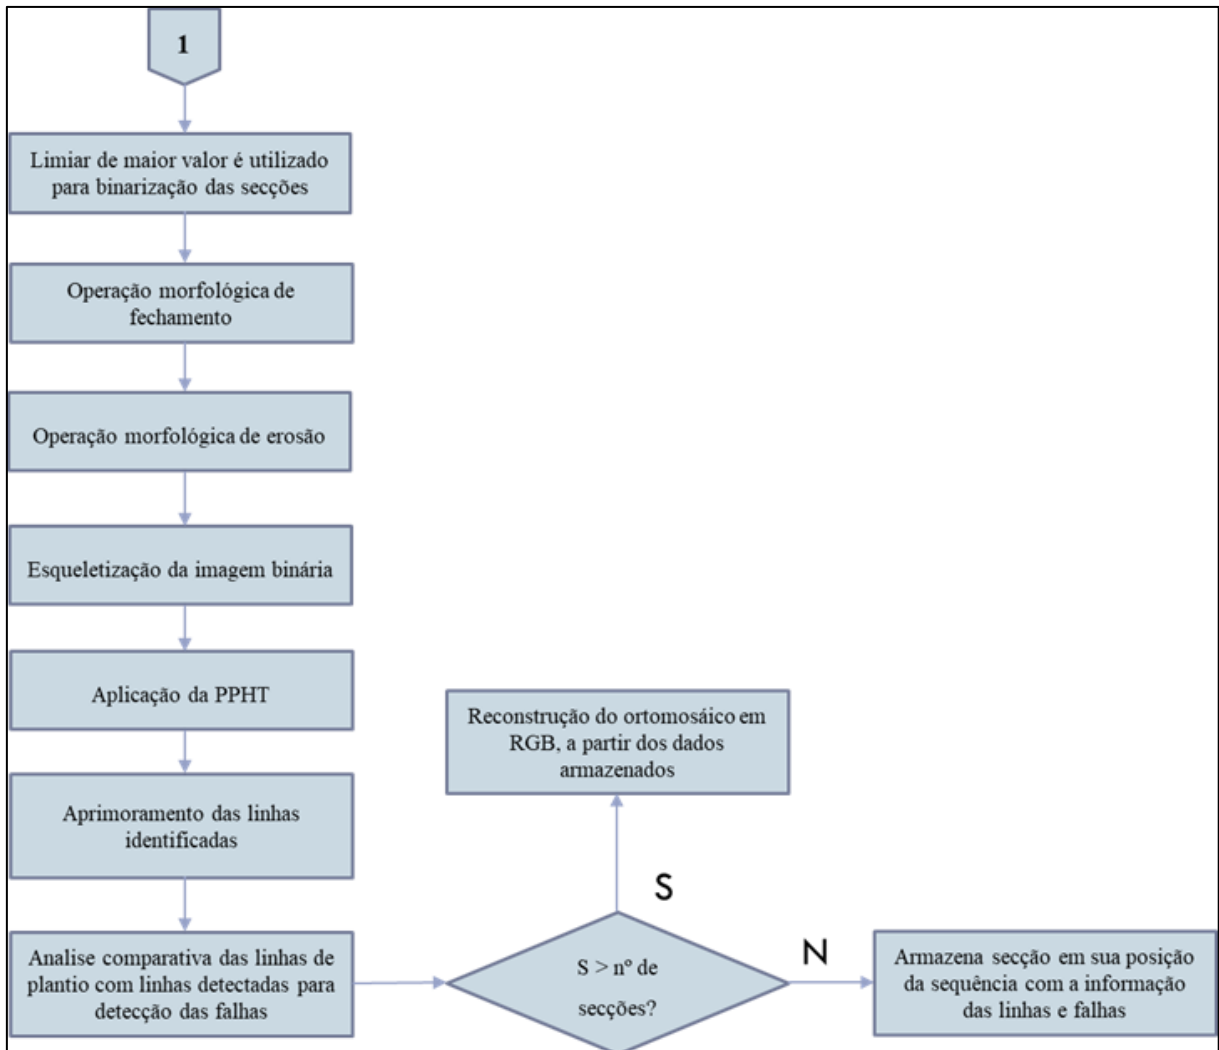 1
Limiar de maior valor é utilizado
para binarização das secções
Operação morfológica de
fechamento
Operação morfológica de erosão
Esqueletização da imagem binária
Aplicação da PPHT
Aprimoramento das linhas
identificadas
Analise comparativa das linhas de
plantio com linhas detectadas para
detecção das falhas
S > nº de
secções?
S
Reconstrução do ortomosáico em
RGB, a partir dos dados
armazenados
N
Armazena secção em sua posição
da sequência com a informação
das linhas e falhas